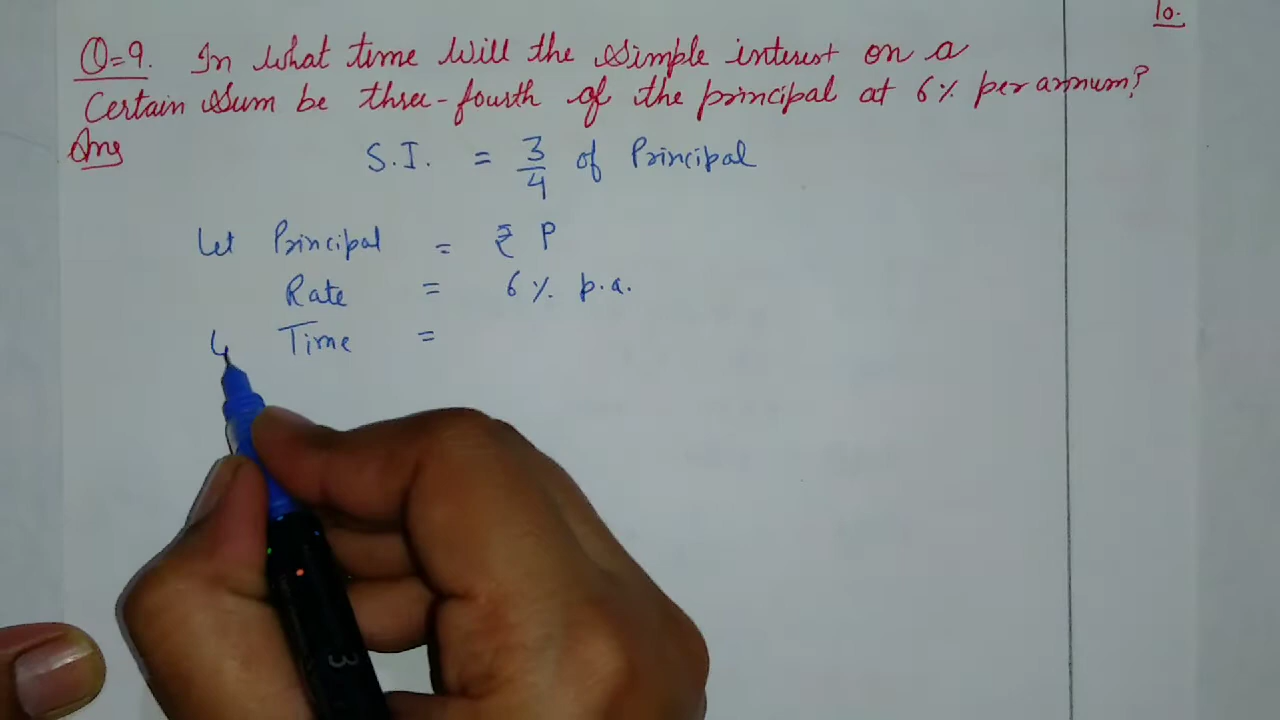 10.
Q=9. In what time will the simple interest on a
Certain Sum be three-fourth of the principal at 6% per annum?
Ans
S.I. = 3/4 of Principal
Let Principal = ₹ P
Rate = 6% p.a.
Time =
3